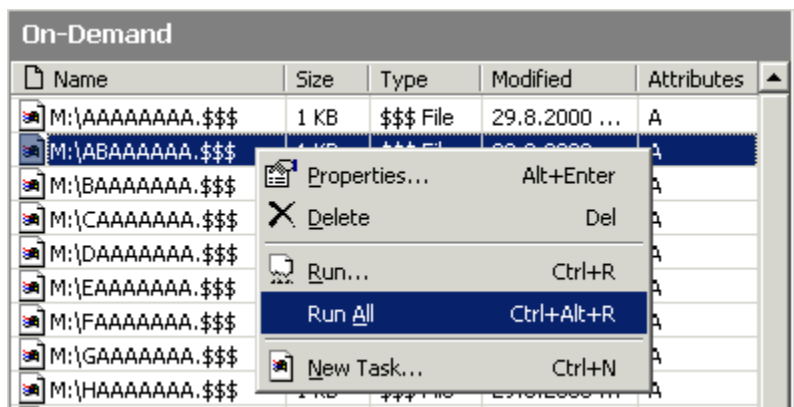 On-Demand
Name Size Type Modified Attributes
M:\AAAAAAAA.$$$ 1 KB $$$ File 29.8.2000 ... A
M:\ABAAAAAA.$$$ A
M:\BAAAAAAA.$$$ Properties... Alt+Enter A
M:\CAAAAAAA.$$$ Delete Del A
M:\DAAAAAAA.$$$ A
M:\EAAAAAAA.$$$ Run... Ctrl+R A
M:\FAAAAAAA.$$$ Run All Ctrl+Alt+R A
M:\GAAAAAAA.$$$ A
M:\HAAAAAAA.$$$ New Task... Ctrl+N A